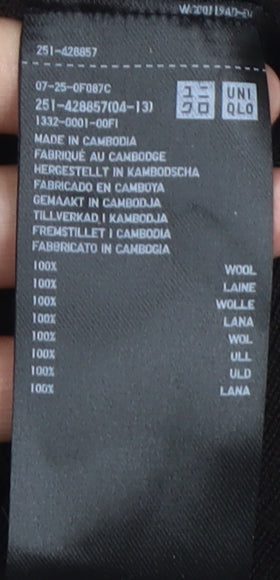 251-428857
07-25-0F087C
251-428857(04-13)
1332-0001-00F1
ユニクロ
UNIQLO
MADE IN CAMBODIA
FABRIQUÉ AU CAMBODGE
HERGESTELLT IN KAMBODSCHA
FABRICADO EN CAMBOYA
GEMAAKT IN CAMBODJA
TILLVERKAD I KAMBODJA
FREMSTILLET I CAMBODIA
FABBRICATO IN CAMBOGIA
100% WOOL
100% LAINE
100% WOLLE
100% LANA
100% WOL
100% ULL
100% ULD
100% LANA